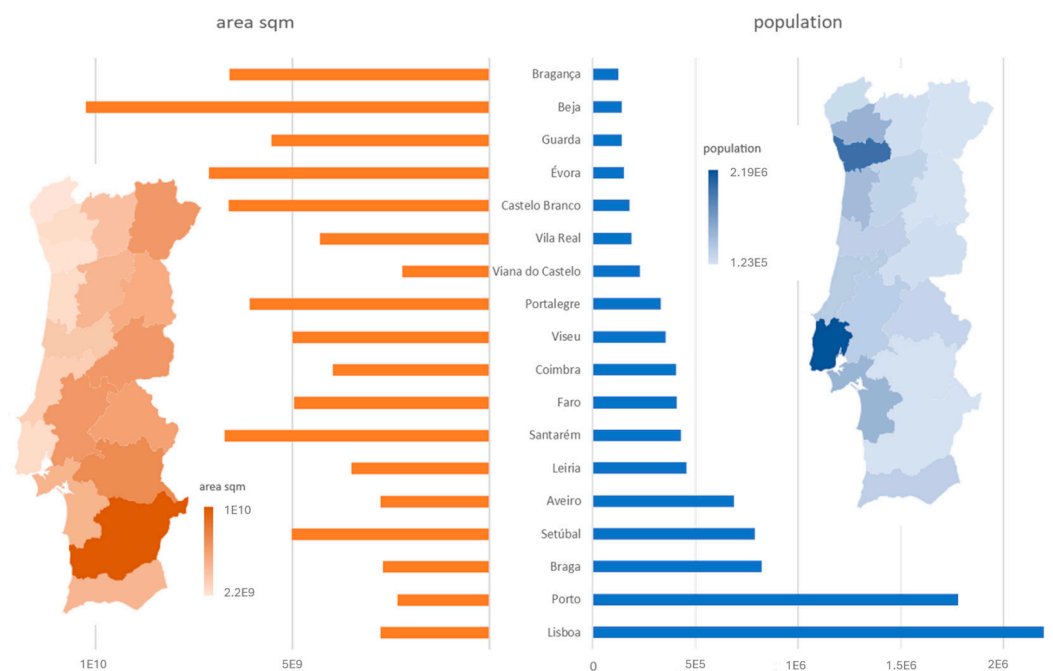 area sqm
population
Bragança
Beja
Guarda
Évora
Castelo Branco
Vila Real
Viana do Castelo
Portalegre
Viseu
Coimbra
Faro
Santarém
Leiria
Aveiro
Setúbal
Braga
Porto
Lisboa
population
2.19E6
1.23E5
area sqm
1E10
2.2E9
1E10
5E9
0
5E5
1E6
1.5E6
2E6